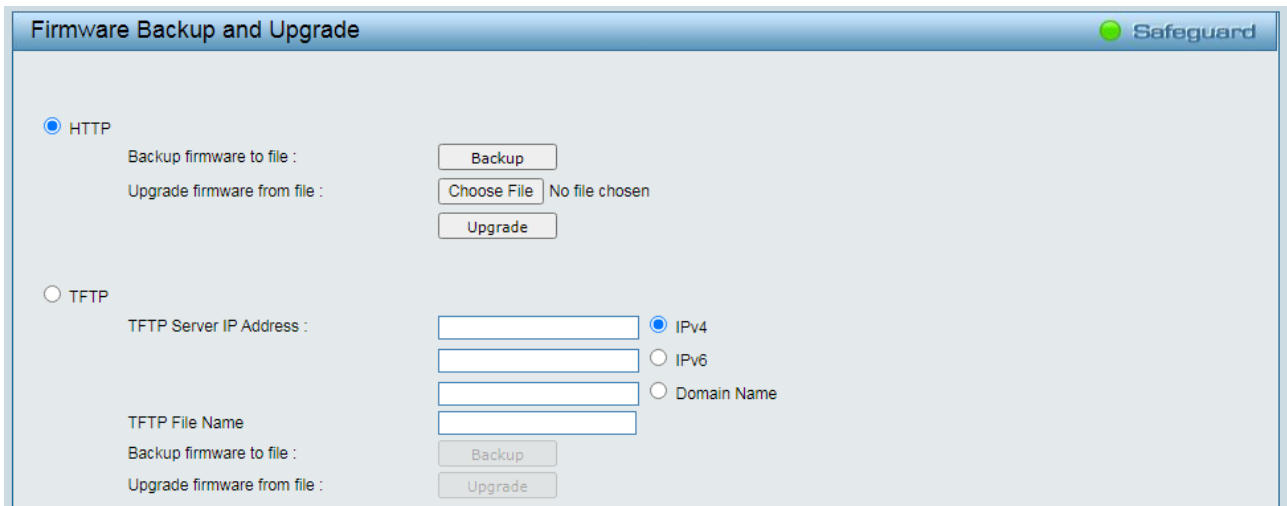 Firmware Backup and Upgrade Safeguard
HTTP
Backup firmware to file : Backup
Upgrade firmware from file : Choose File No file chosen
Upgrade
TFTP
TFTP Server IP Address : IPv4
IPv6
Domain Name
TFTP File Name
Backup firmware to file : Backup
Upgrade firmware from file : Upgrade